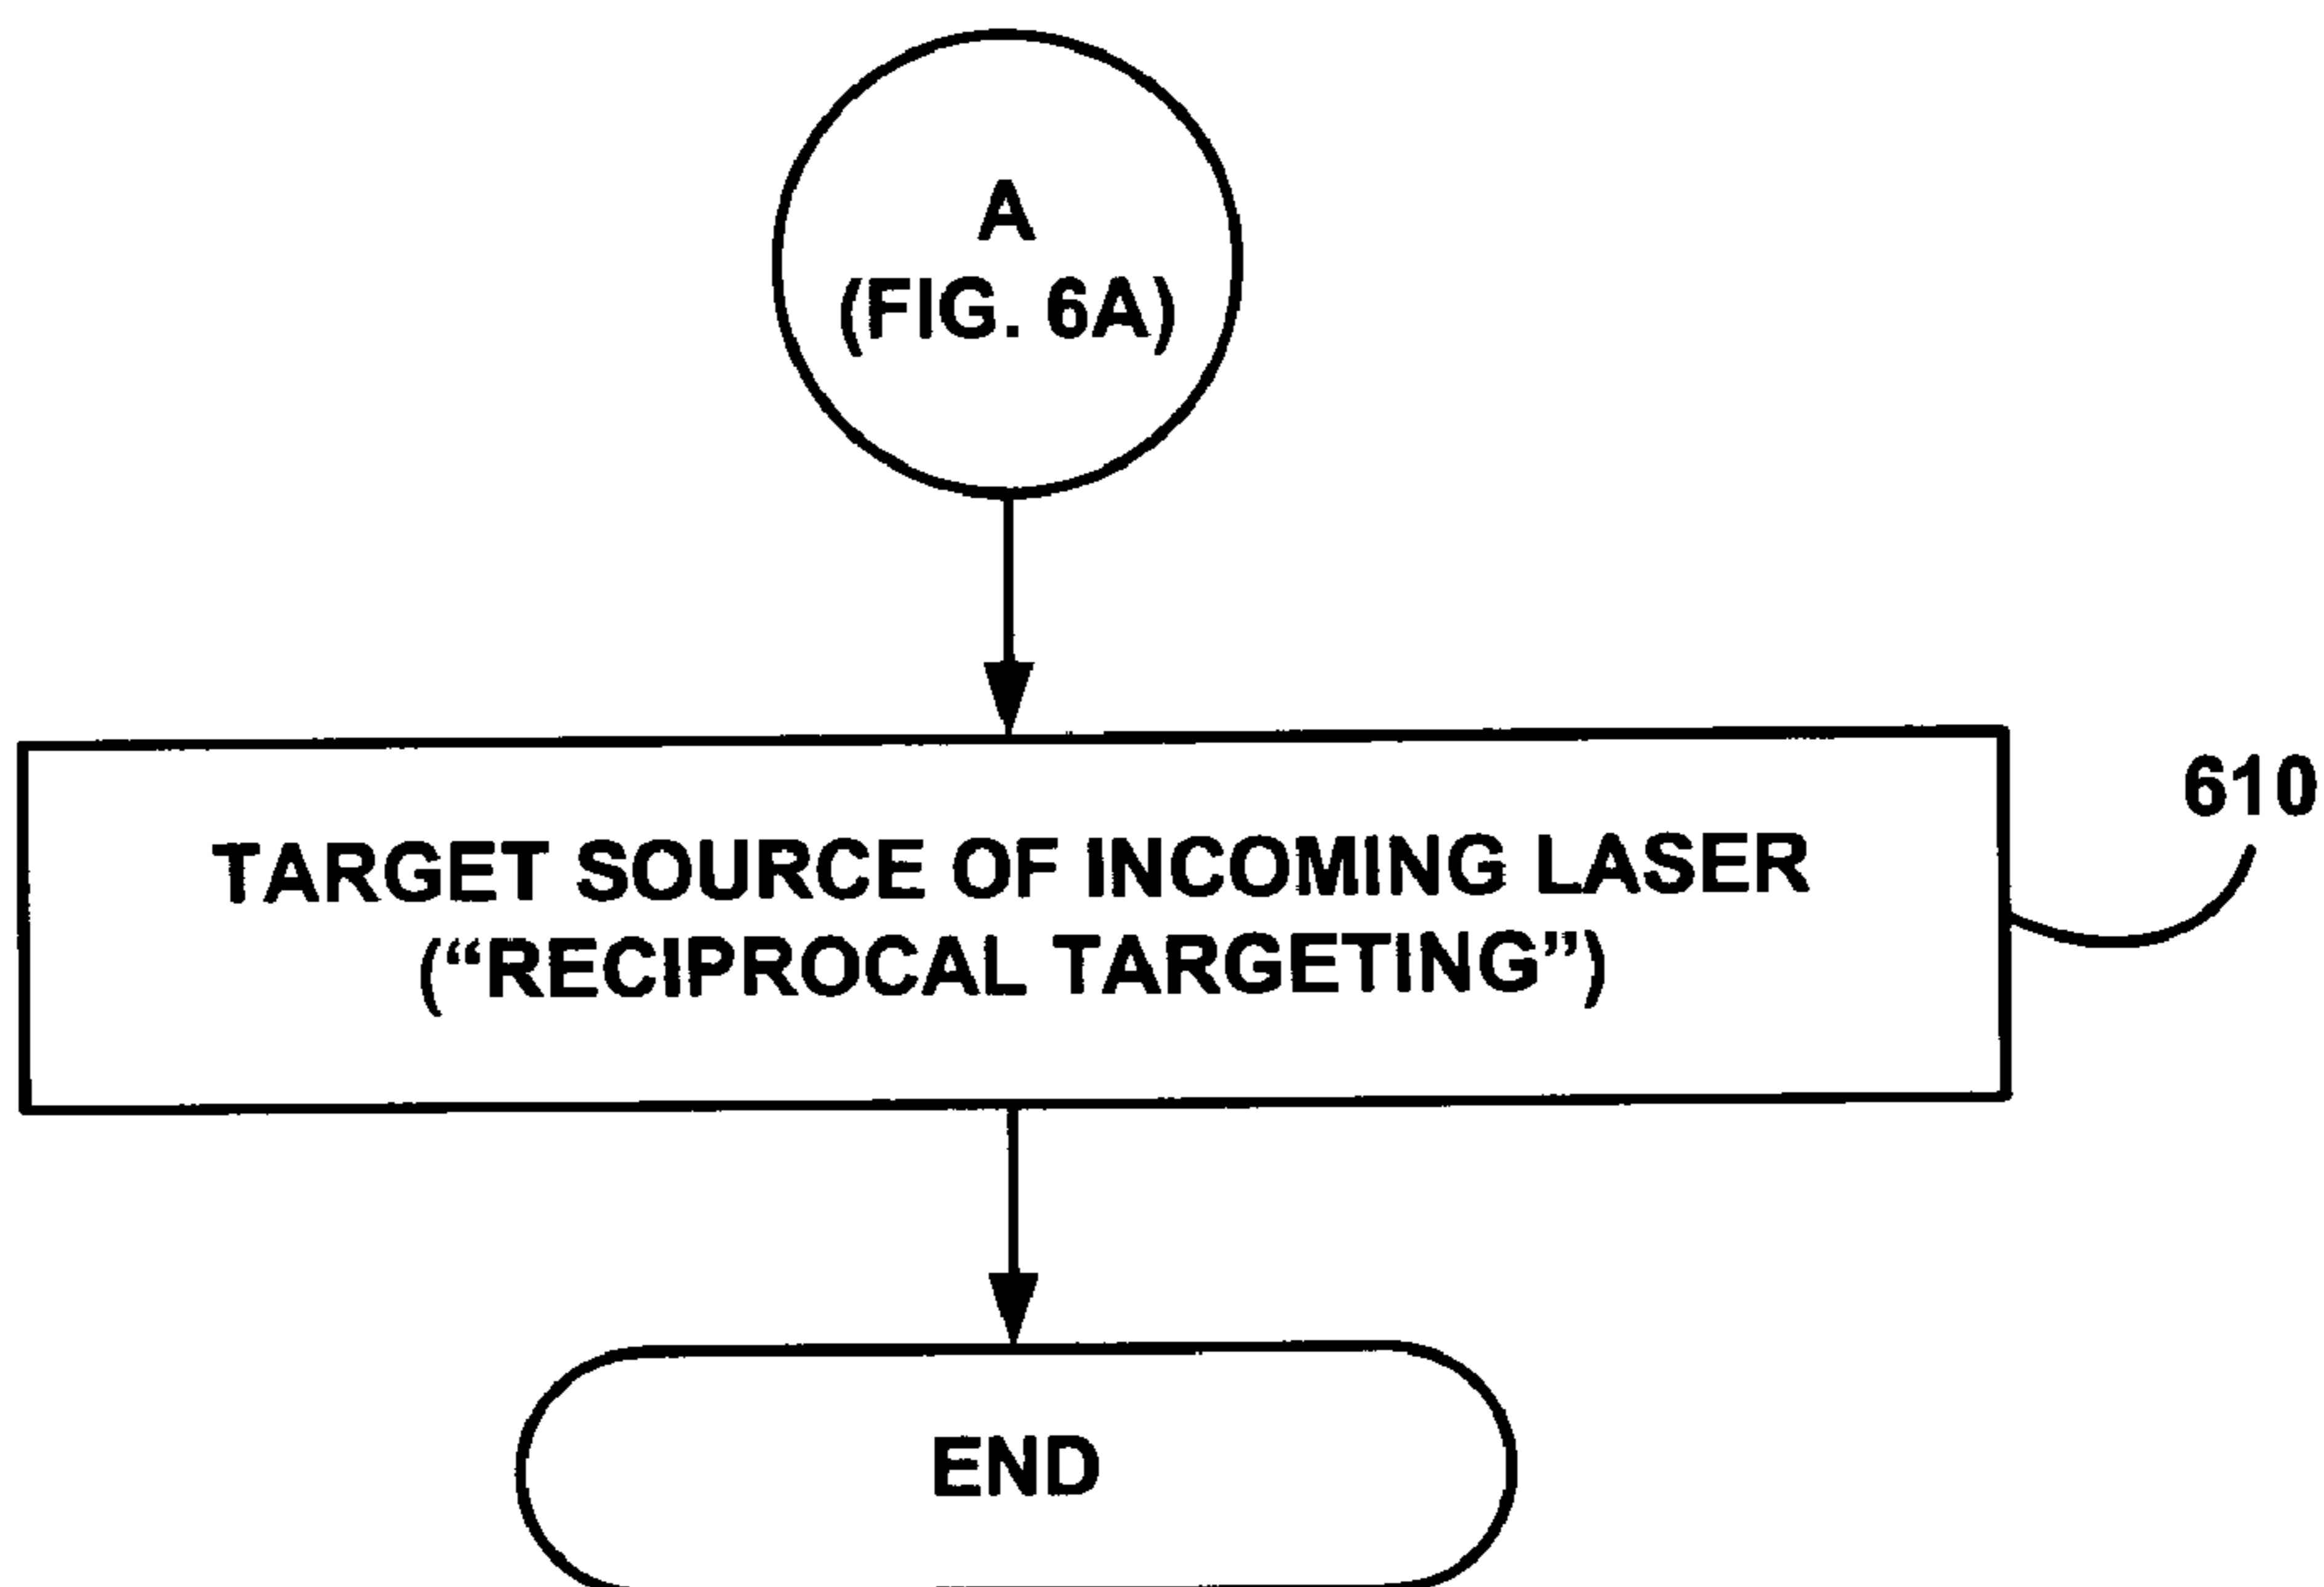 A
(FIG. 6A)
610
TARGET SOURCE OF INCOMING LASER
(“RECIPROCAL TARGETING”)
END